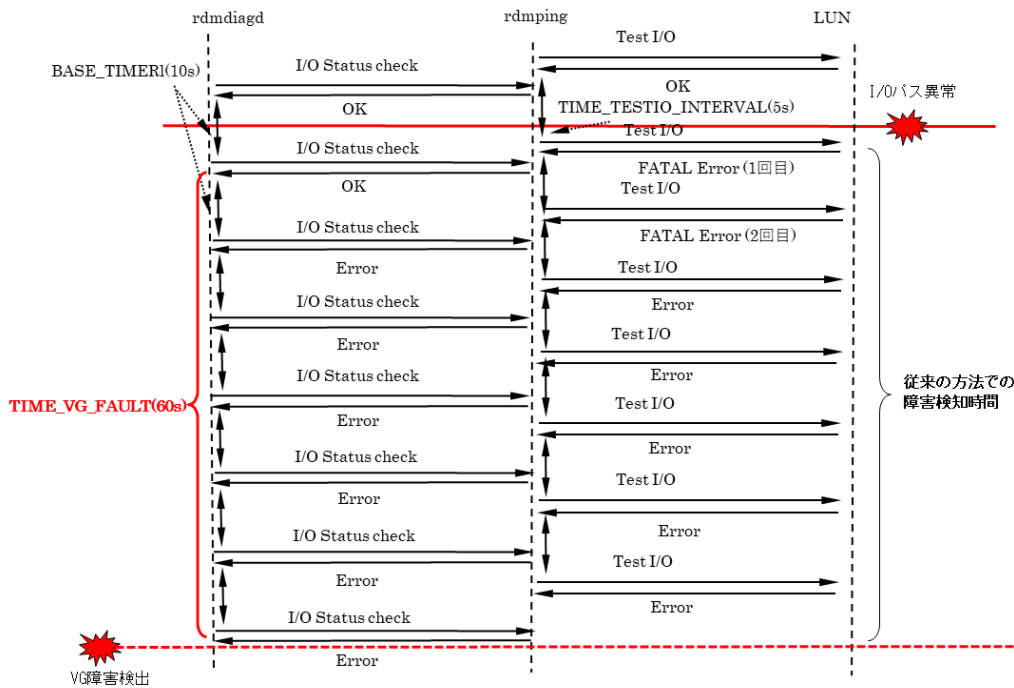 rdmdiagd
rdmping
LUN
Test I/O
BASE_TIMER1(10s)
I/O Status check
OK
OK
I/Oパス異常
TIME_TESTIO_INTERVAL(5s)
Test I/O
I/O Status check
FATAL Error (1回目)
OK
Test I/O
I/O Status check
FATAL Error (2回目)
Error
Test I/O
I/O Status check
Error
Error
Test I/O
I/O Status check
Error
従来の方法での
障害検知時間
TIME_VG_FAULT(60s)
Error
Test I/O
I/O Status check
Error
Error
Test I/O
I/O Status check
Error
Error
Test I/O
I/O Status check
Error
Error
VG障害検出